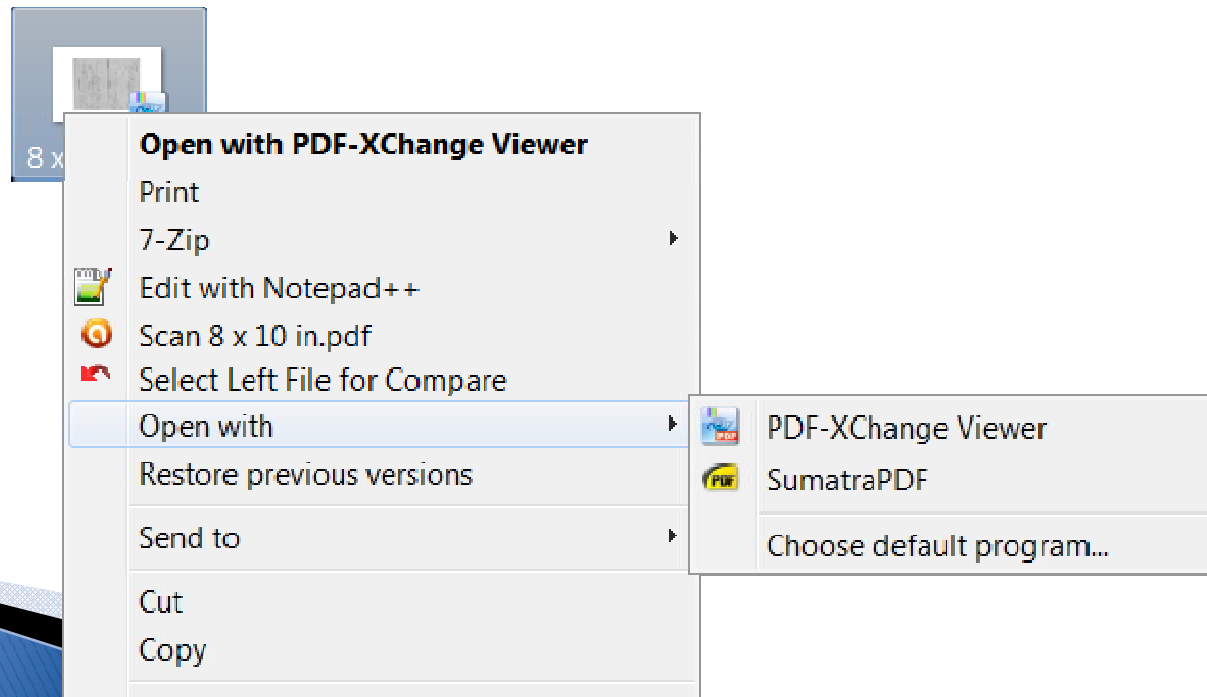 8 x
Open with PDF-XChange Viewer
Print
7-Zip
Edit with Notepad++
Scan 8 x 10 in.pdf
Select Left File for Compare
Open with
Restore previous versions
Send to
Cut
Copy
PDF-XChange Viewer
SumatraPDF
Choose default program...
PDF
PDF